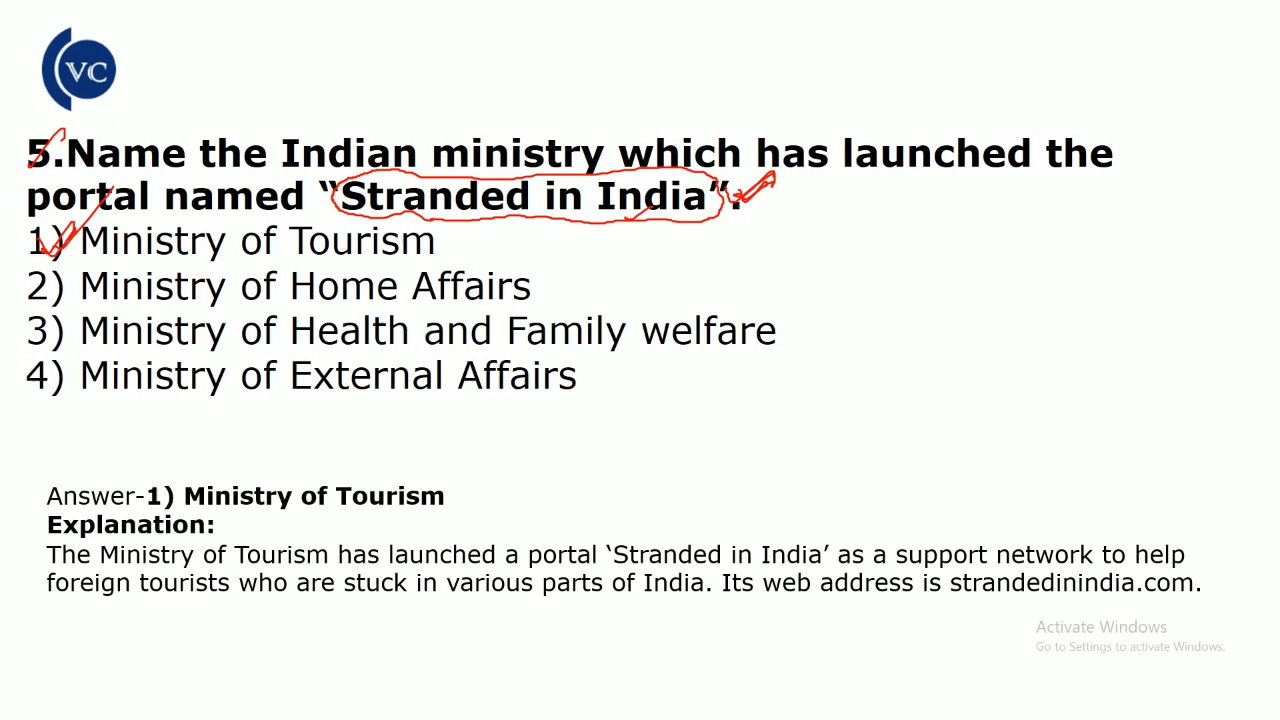 VC
5.Name the Indian ministry which has launched the
portal named “Stranded in India”.
1) Ministry of Tourism
2) Ministry of Home Affairs
3) Ministry of Health and Family welfare
4) Ministry of External Affairs
Answer-1) Ministry of Tourism
Explanation:
The Ministry of Tourism has launched a portal ‘Stranded in India’ as a support network to help
foreign tourists who are stuck in various parts of India. Its web address is strandedinindia.com.
Activate Windows
Go to Settings to activate Windows.